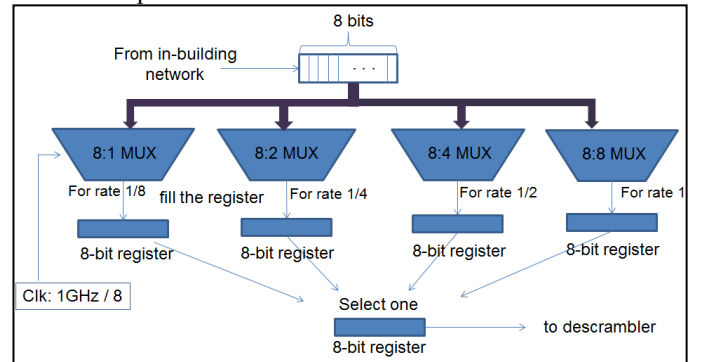 8 bits
From in-building
network
. . .
8:1 MUX
8:2 MUX
8:4 MUX
8:8 MUX
For rate 1/8
fill the register
For rate 1/4
For rate 1/2
For rate 1
8-bit register
8-bit register
8-bit register
8-bit register
Clk: 1GHz / 8
Select one
to descrambler
8-bit register